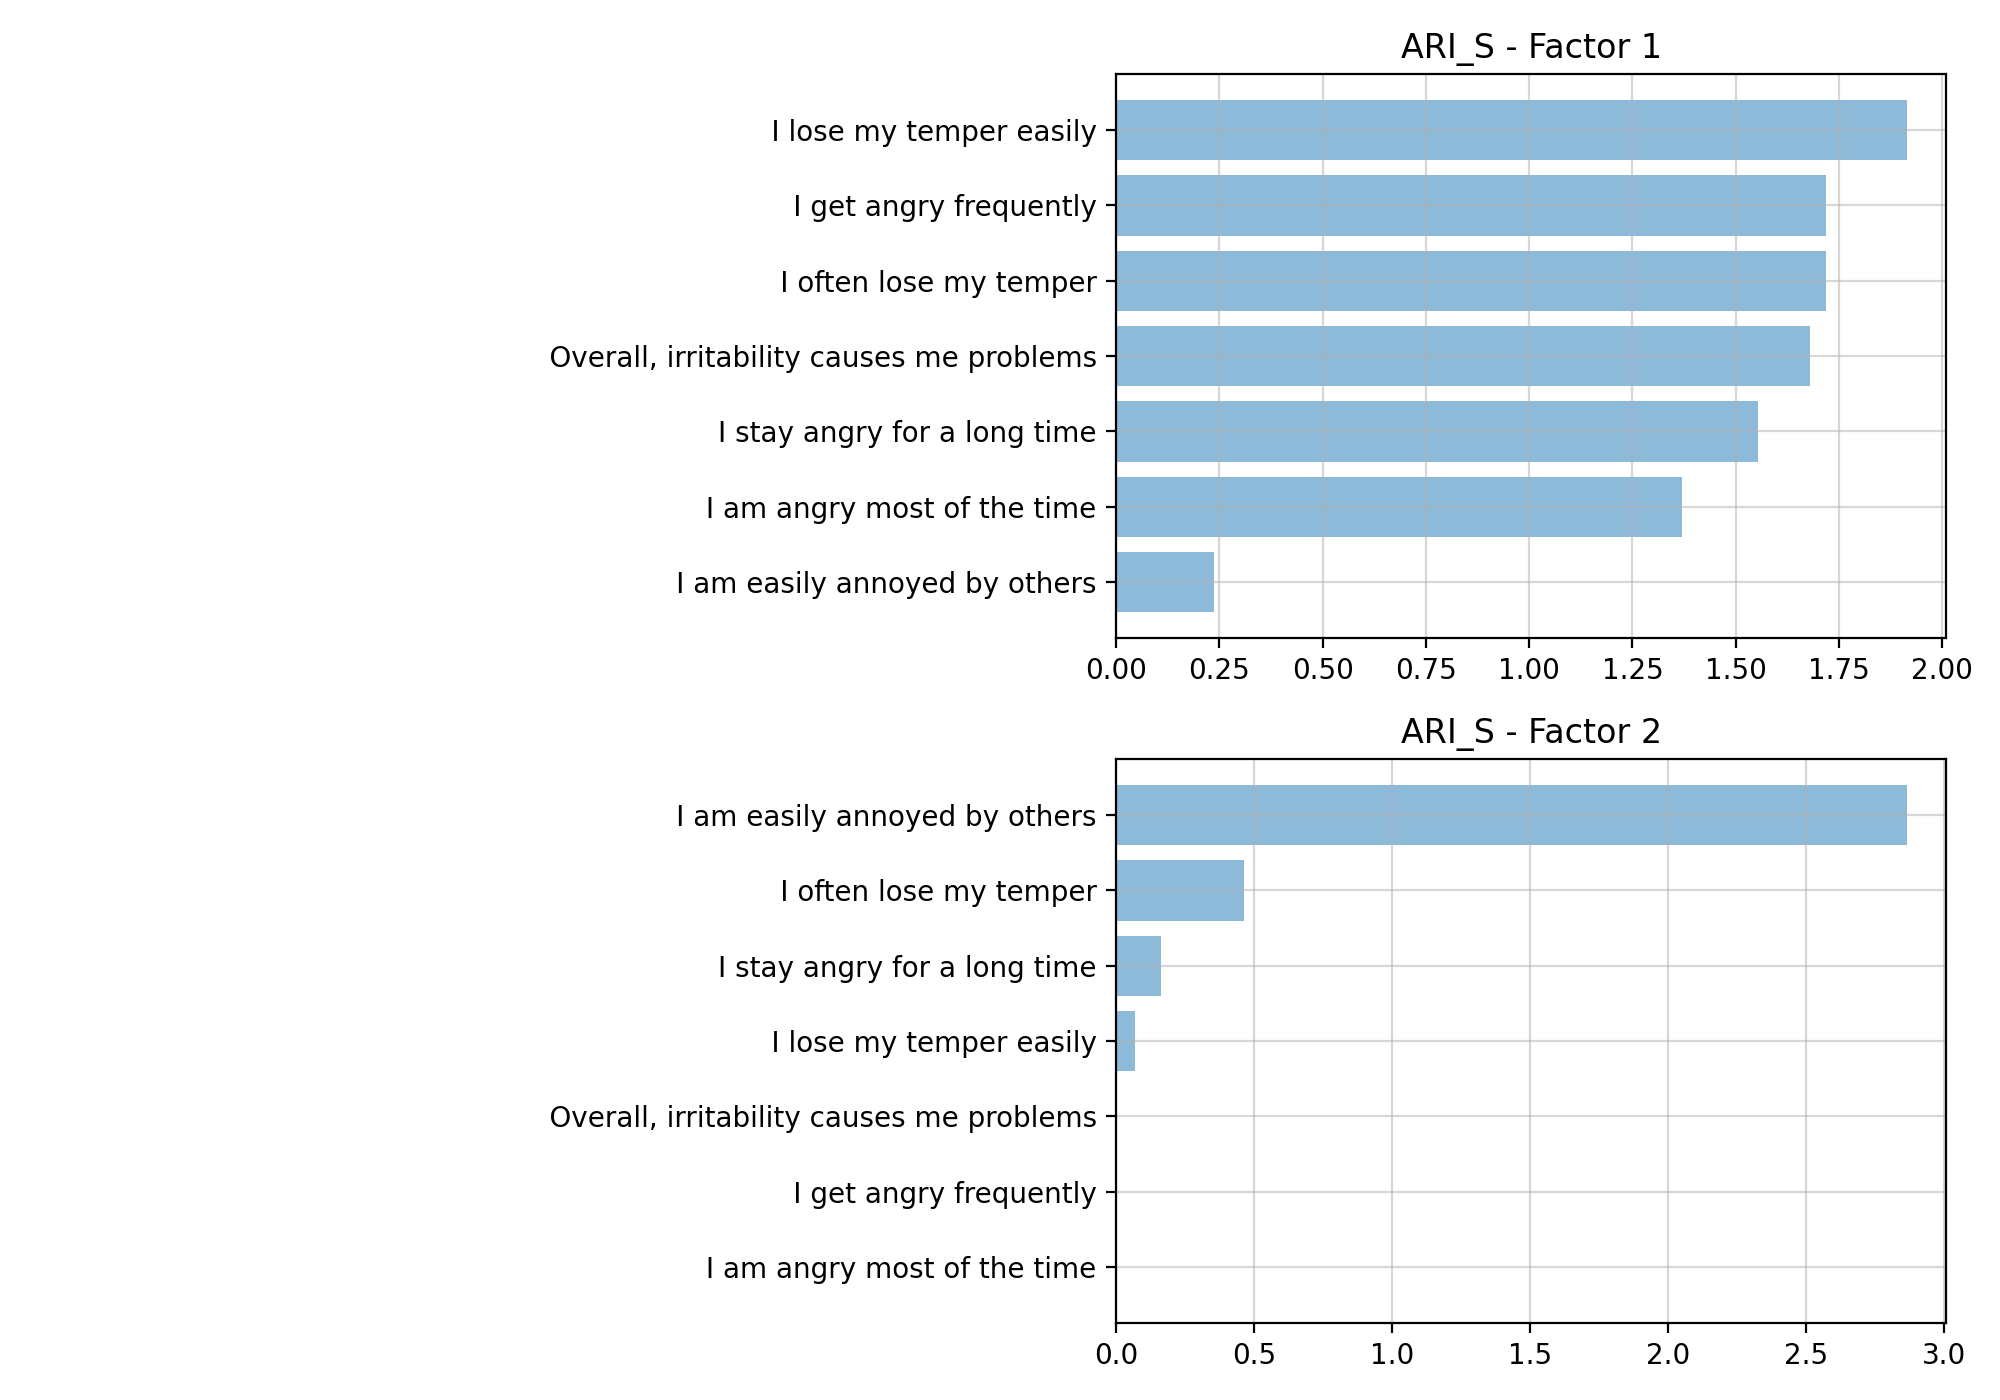 ARI_S - Factor 1
I lose my temper easily
I get angry frequently
I often lose my temper
Overall, irritability causes me problems
I stay angry for a long time
I am angry most of the time
I am easily annoyed by others
0.00 0.25 0.50 0.75 1.00 1.25 1.50 1.75 2.00
ARI_S - Factor 2
I am easily annoyed by others
I often lose my temper
I stay angry for a long time
I lose my temper easily
Overall, irritability causes me problems
I get angry frequently
I am angry most of the time
0.0 0.5 1.0 1.5 2.0 2.5 3.0